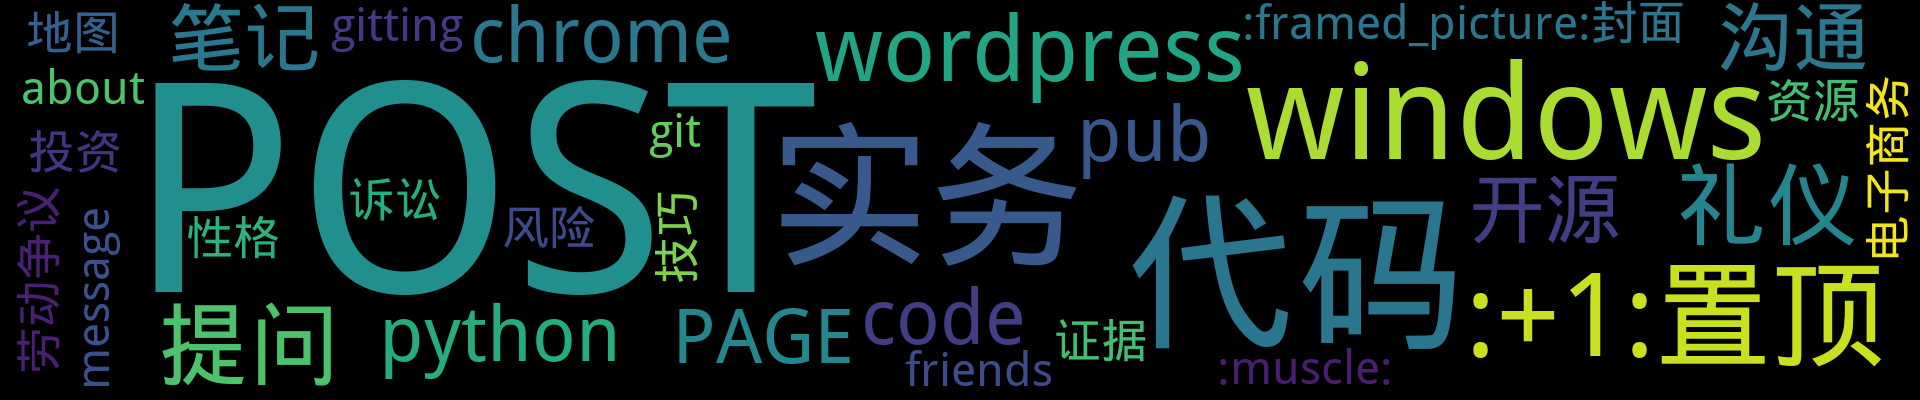 地图
笔记
gitting
chrome
wordpress
:framed_picture:封面
沟通
about
POST
windows
资源
电子商务
投资
git
实务
pub
诉讼
性格
风险
技巧
代码
开源
礼仪
劳动争议
message
提问
python
PAGE
code
friends
证据
:muscle:
:+1:置顶